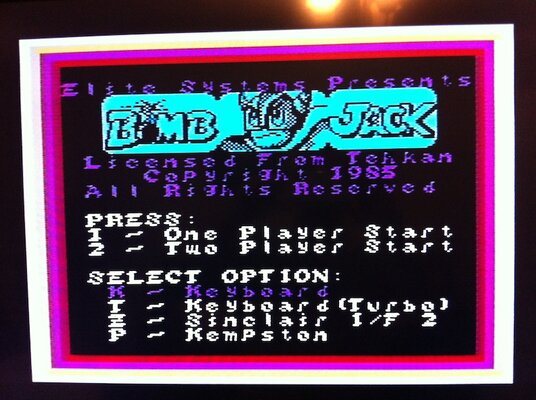 Elite Systems Presents
BOMB JACK
Licensed From Tehkan
Copyright 1985
All Rights Reserved
PRESS:
1 ~ One Player Start
2 ~ Two Player Start
SELECT OPTION:
K ~ Keyboard
T ~ Keyboard(Turbo)
Σ ~ Sinclair I/F 2
P ~ Kempston